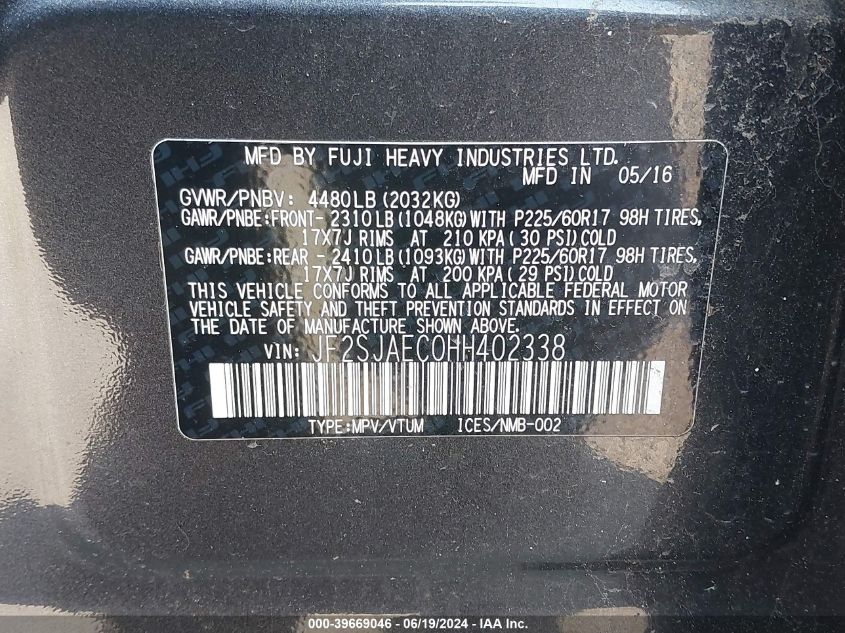 MFD BY FUJI HEAVY INDUSTRIES LTD.
MFD IN 05/16
GVWR/PNBV: 4480LB (2032KG)
GAWR/PNBE:FRONT- 2310 LB (1048KG) WITH P225/60R17 98H TIRES,
17X7J RIMS AT 210 KPA ( 30 PSI) COLD
GAWR/PNBE:REAR - 2410 LB (1093KG) WITH P225/60R17 98H TIRES,
17X7J RIMS AT 200 KPA ( 29 PSI) COLD
THIS VEHICLE CONFORMS TO ALL APPLICABLE FEDERAL MOTOR
VEHICLE SAFETY AND THEFT PREVENTION STANDARDS IN EFFECT ON
THE DATE OF MANUFACTURE SHOWN ABOVE.
VIN: JF2SJAEC0HH402338
TYPE:MPV/VTUM ICES/NMB-002
000-39669046 - 06/19/2024 - IAA Inc.